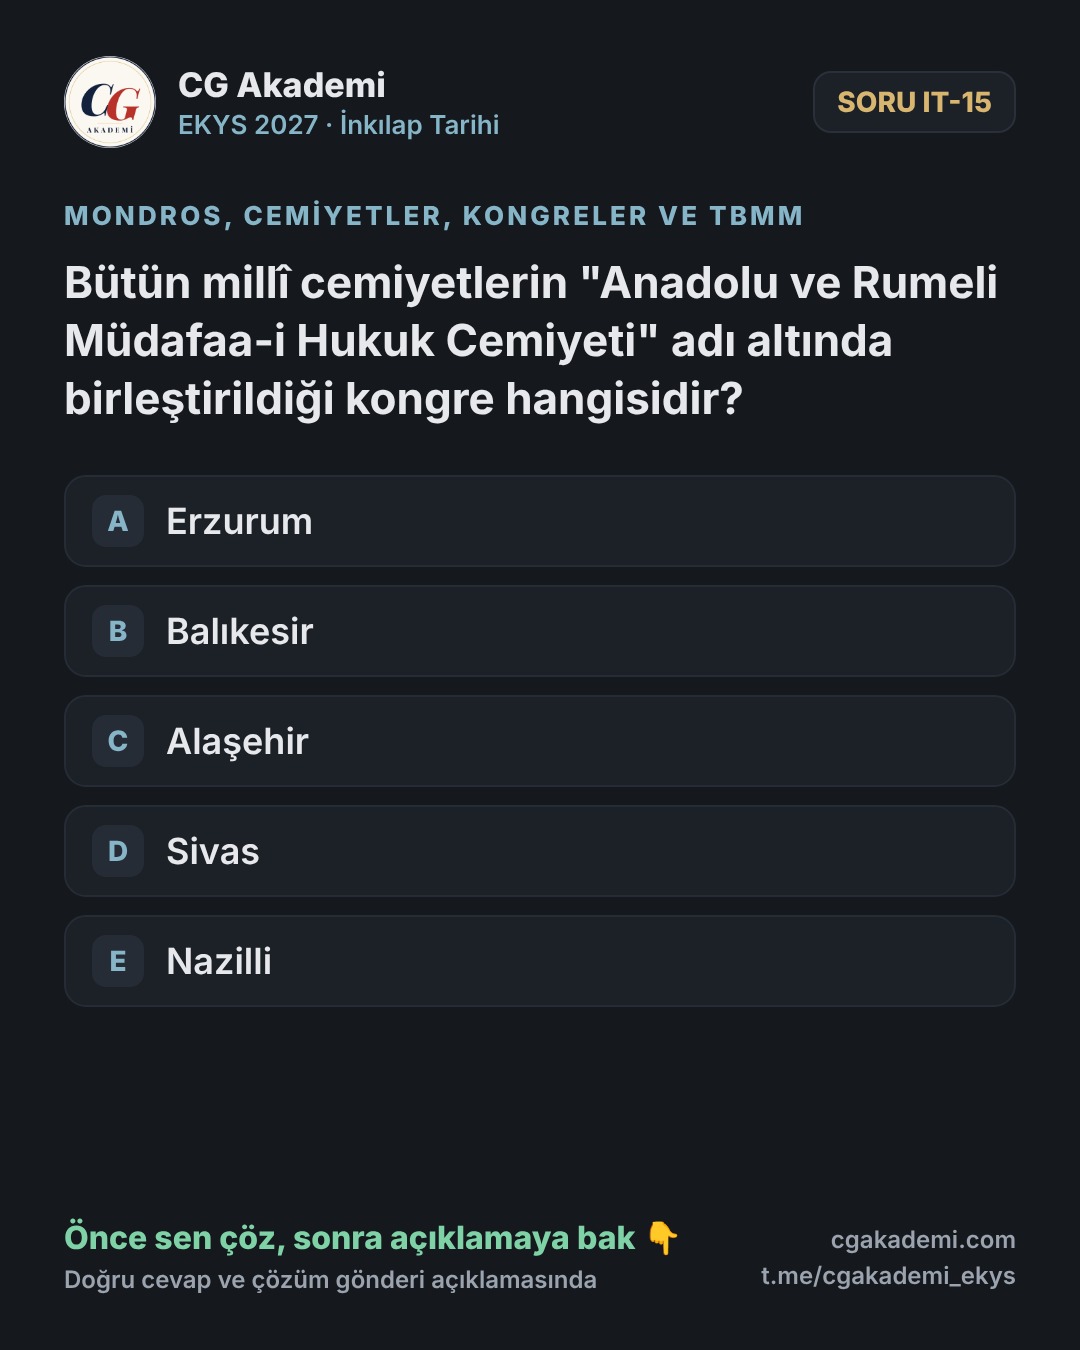 CG AKADEMİ
CG Akademi
EKYS 2027 · İnkılap Tarihi
SORU IT-15
MONDROS, CEMİYETLER, KONGRELER VE TBMM
Bütün millî cemiyetlerin "Anadolu ve Rumeli
Müdafaa-i Hukuk Cemiyeti" adı altında
birleştirildiği kongre hangisidir?
A Erzurum
B Balıkesir
C Alaşehir
D Sivas
E Nazilli
Önce sen çöz, sonra açıklamaya bak 👇
Doğru cevap ve çözüm gönderi açıklamasında
cgakademi.com
t.me/cgakademi_ekys